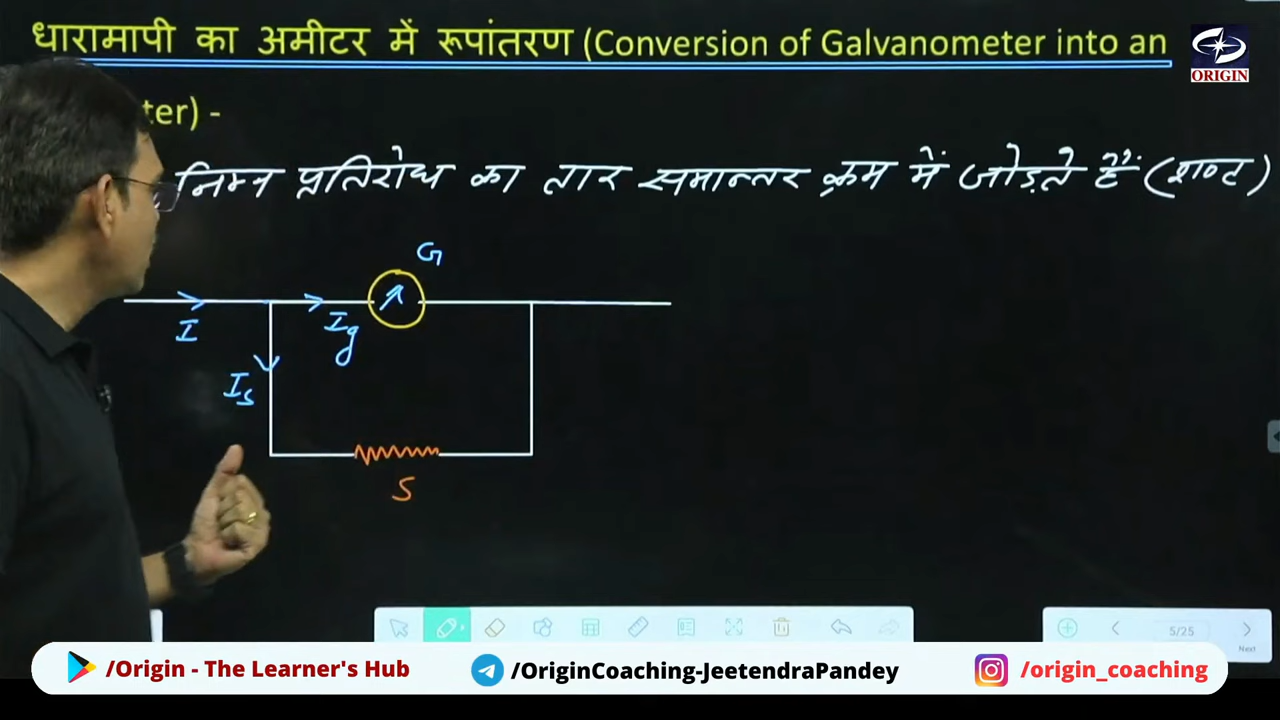 धारामापी का अमीटर में रूपांतरण (Conversion of Galvanometer into an
ter) -
ORIGIN
निम्न प्रतिरोध का तार समान्तर क्रम में जोड़ते हैं (शण्ट)
G
I
Ig
Is
S
5/25
Next
/Origin - The Learner's Hub
/OriginCoaching-JeetendraPandey
/origin_coaching